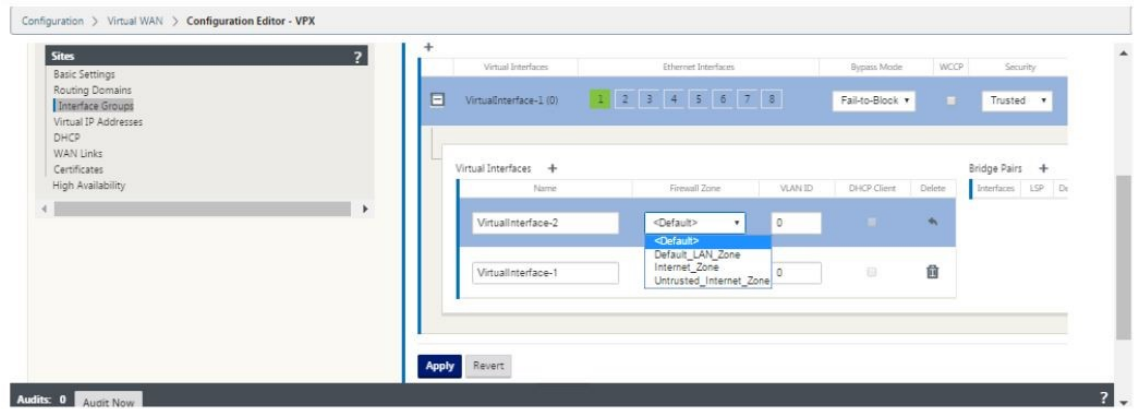 Configuration > Virtual WAN > Configuration Editor - VPX
Sites ?
Basic Settings
Routing Domains
Interface Groups
Virtual IP Addresses
DHCP
WAN Links
Certificates
High Availability
+
Virtual Interfaces Ethernet Interfaces Bypass Mode WCCP Security
VirtualInterface-1 (0) 1 2 3 4 5 6 7 8 Fail-to-Block Trusted
Virtual Interfaces + Bridge Pairs +
Name Firewall Zone VLAN ID DHCP Client Delete Interfaces LSP De
VirtualInterface-2 <Default> 0
<Default>
Default_LAN_Zone
Internet_Zone
Untrusted_Internet_Zone
VirtualInterface-1 0
Apply Revert
Audits: 0 Audit Now ?